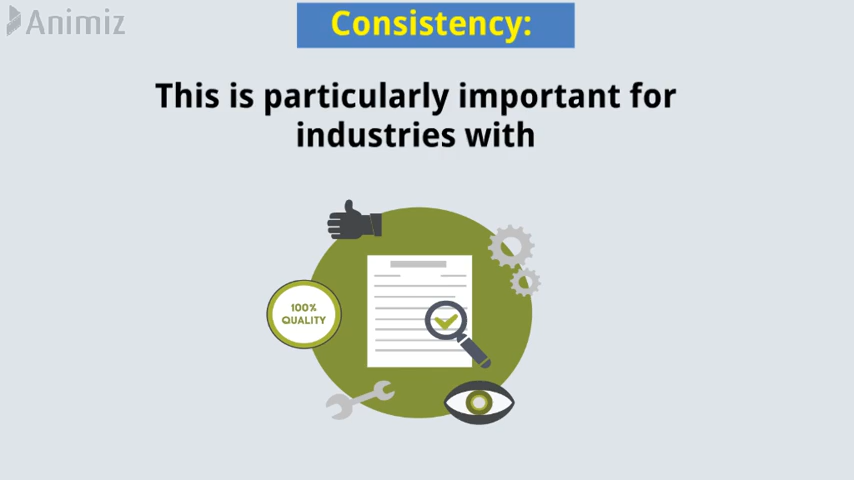 Animiz
Consistency:
This is particularly important for
industries with
100%
QUALITY